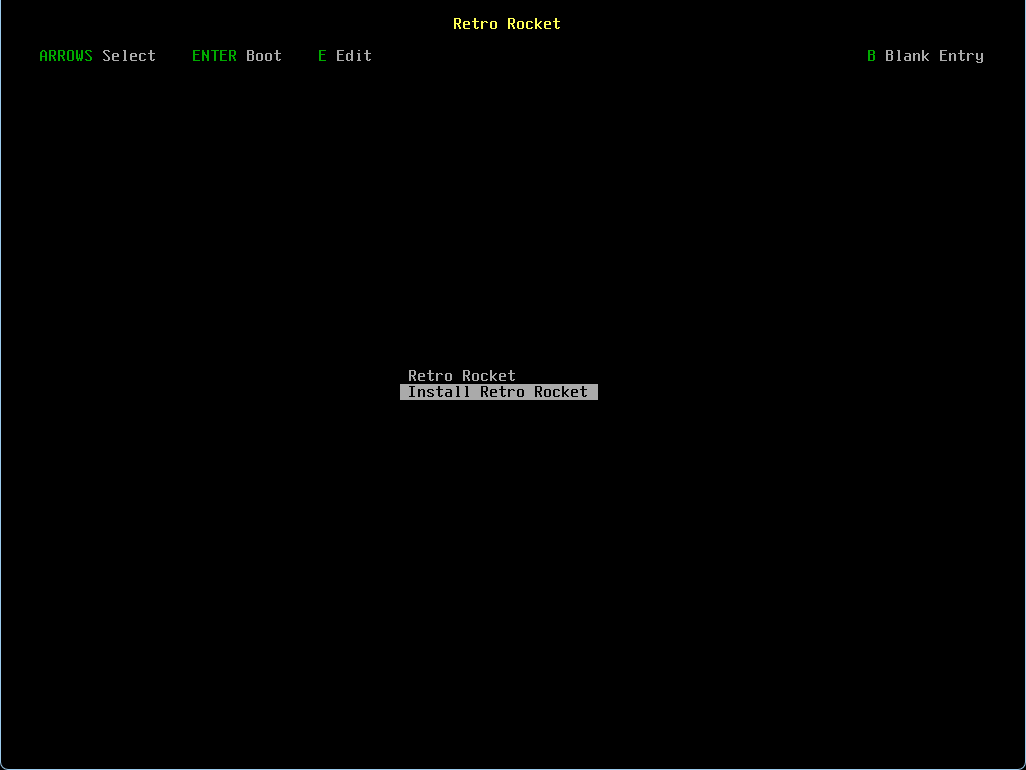 Retro Rocket
ARROWS Select    ENTER Boot    E Edit    B Blank Entry
Retro Rocket
Install Retro Rocket